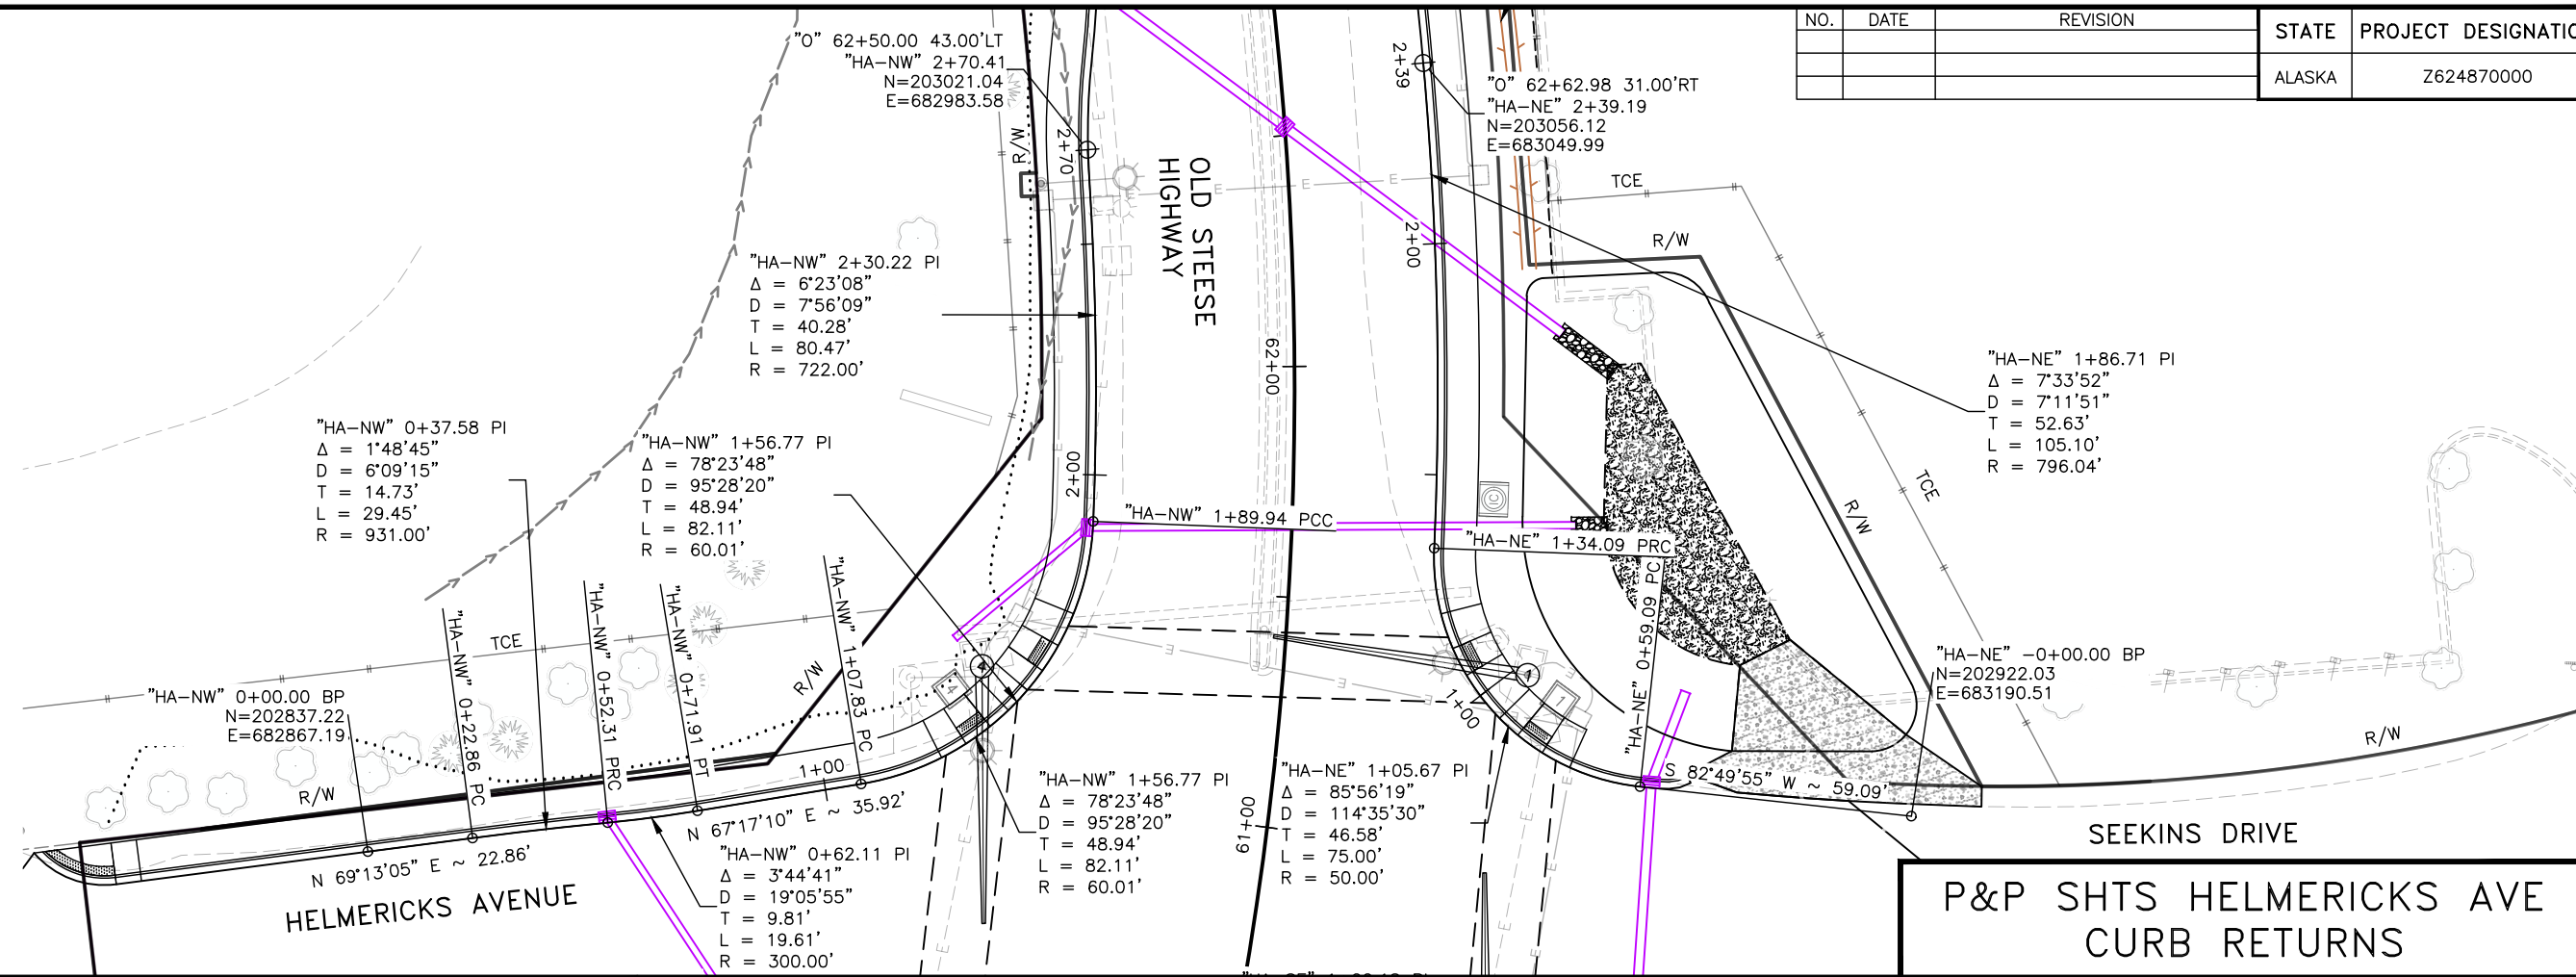 NO. DATE REVISION
STATE PROJECT DESIGNATIO
ALASKA Z624870000
"O" 62+50.00 43.00'LT
"HA-NW" 2+70.41
N=203021.04
E=682983.58
R/W
2+70
OLD STEESE
HIGHWAY
2+39
"O" 62+62.98 31.00'RT
"HA-NE" 2+39.19
N=203056.12
E=683049.99
TCE
R/W
2+00
"HA-NW" 2+30.22 PI
Δ = 6°23'08"
D = 7°56'09"
T = 40.28'
L = 80.47'
R = 722.00'
62+00
"HA-NE" 1+86.71 PI
Δ = 7°33'52"
D = 7°11'51"
T = 52.63'
L = 105.10'
R = 796.04'
"HA-NW" 0+37.58 PI
Δ = 1°48'45"
D = 6°09'15"
T = 14.73'
L = 29.45'
R = 931.00'
"HA-NW" 1+56.77 PI
Δ = 78°23'48"
D = 95°28'20"
T = 48.94'
L = 82.11'
R = 60.01'
2+00
TCE
R/W
"HA-NW" 1+89.94 PCC
"HA-NE" 1+34.09 PRC
"HA-NW" 0+22.86 PC
"HA-NW" 0+52.31 PRC
"HA-NW" 0+71.91 PT
"HA-NW" 1+07.83 PC
"HA-NE" 0+59.09 PC
TCE
R/W
4
4
1
1
1+00
"HA-NW" 0+00.00 BP
N=202837.22
E=682867.19
"HA-NE" -0+00.00 BP
N=202922.03
E=683190.51
R/W
R/W
1+00
S 82°49'55" W ~ 59.09'
N 67°17'10" E ~ 35.92'
N 69°13'05" E ~ 22.86'
HELMERICKS AVENUE
"HA-NW" 0+62.11 PI
Δ = 3°44'41"
D = 19°05'55"
T = 9.81'
L = 19.61'
R = 300.00'
"HA-NW" 1+56.77 PI
Δ = 78°23'48"
D = 95°28'20"
T = 48.94'
L = 82.11'
R = 60.01'
61+00
"HA-NE" 1+05.67 PI
Δ = 85°56'19"
D = 114°35'30"
T = 46.58'
L = 75.00'
R = 50.00'
SEEKINS DRIVE
P&P SHTS HELMERICKS AVE
CURB RETURNS